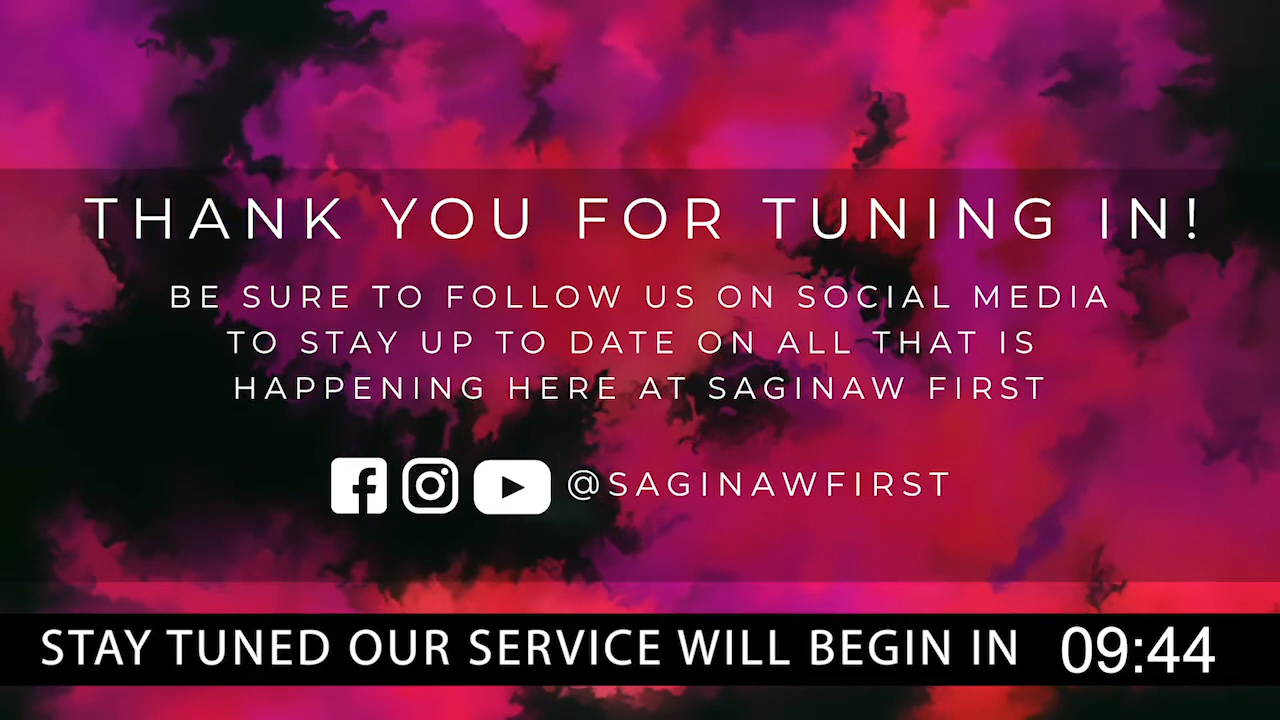 THANK YOU FOR TUNING IN!
BE SURE TO FOLLOW US ON SOCIAL MEDIA
TO STAY UP TO DATE ON ALL THAT IS
HAPPENING HERE AT SAGINAW FIRST
@SAGINAWFIRST
STAY TUNED OUR SERVICE WILL BEGIN IN 09:44